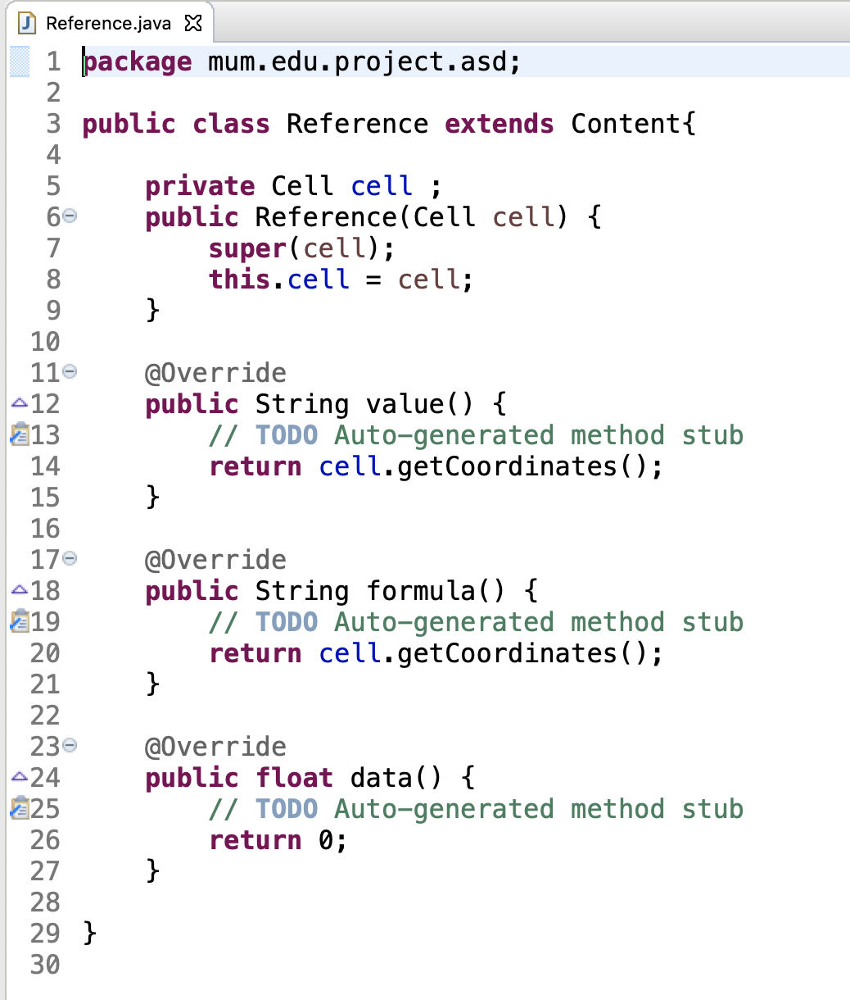 Reference.java
1 package mum.edu.project.asd;
2
3 public class Reference extends Content{
4
5     private Cell cell ;
6     public Reference(Cell cell) {
7         super(cell);
8         this.cell = cell;
9     }
10
11     @Override
12     public String value() {
13         // TODO Auto-generated method stub
14         return cell.getCoordinates();
15     }
16
17     @Override
18     public String formula() {
19         // TODO Auto-generated method stub
20         return cell.getCoordinates();
21     }
22
23     @Override
24     public float data() {
25         // TODO Auto-generated method stub
26         return 0;
27     }
28
29 }
30